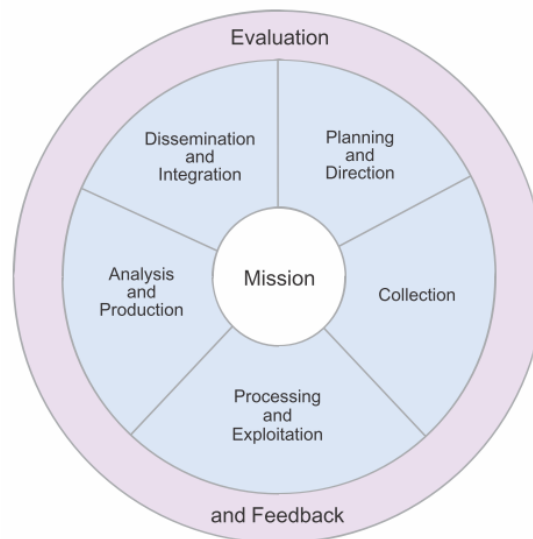 Evaluation
Dissemination
and
Integration
Planning
and
Direction
Analysis
and
Production
Mission
Collection
Processing
and
Exploitation
and Feedback